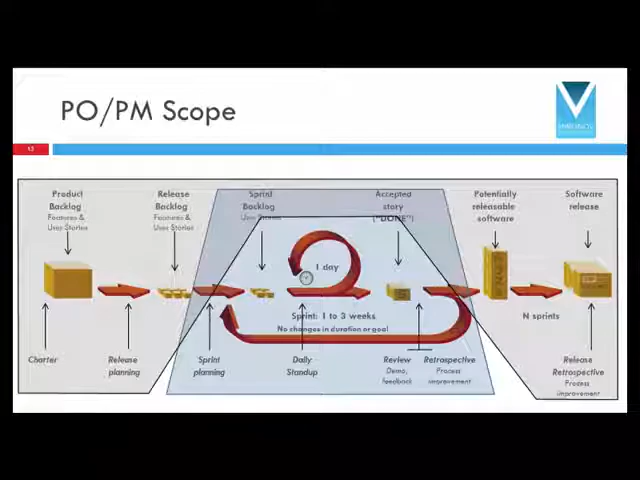 PO/PM Scope
13
Product
Backlog
Features &
User Stories
Release
Backlog
Features &
User Stories
Sprint
Backlog
User Stories
Accepted
story
("DONE")
Potentially
releasable
software
Software
release
1 day
Sprint: 1 to 3 weeks
No changes in duration or goal
N sprints
Charter
Release
planning
Sprint
planning
Daily
Standup
Review
Demo,
feedback
Retrospective
Process
improvement
Release
Retrospective
Process
improvement